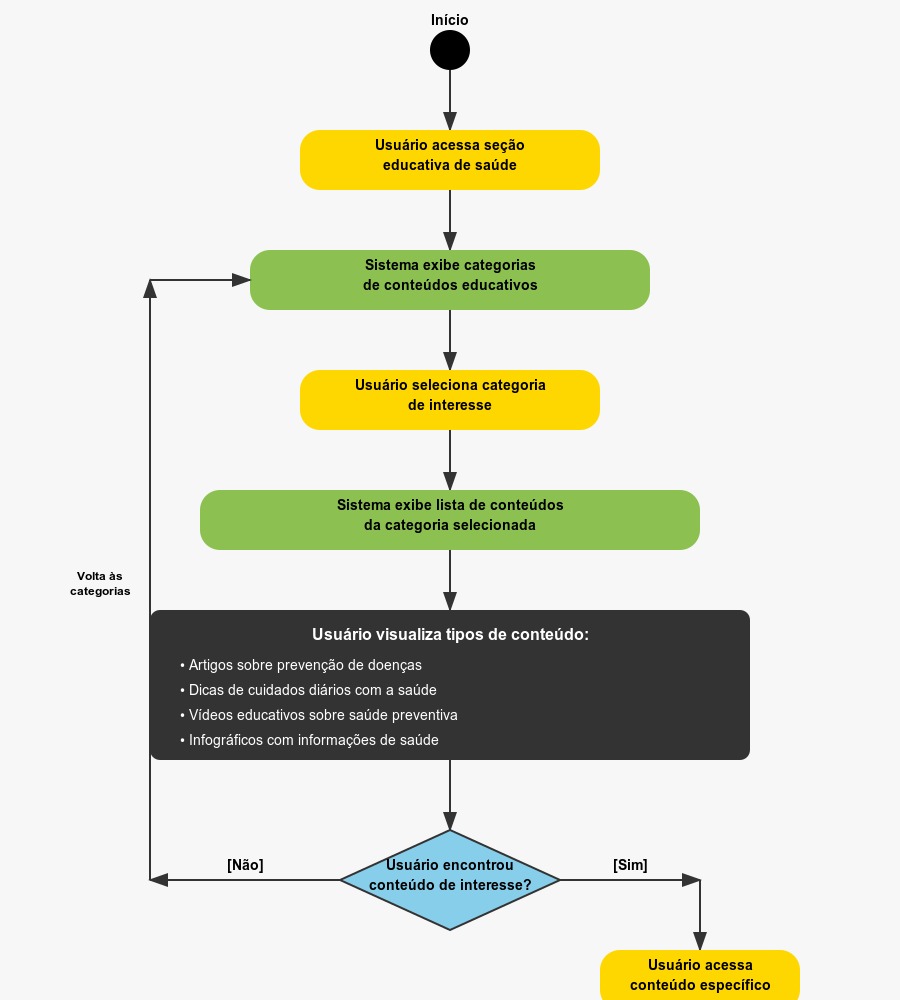 Início
Usuário acessa seção
educativa de saúde
Sistema exibe categorias
de conteúdos educativos
Usuário seleciona categoria
de interesse
Sistema exibe lista de conteúdos
da categoria selecionada
Volta às
categorias
Usuário visualiza tipos de conteúdo:
• Artigos sobre prevenção de doenças
• Dicas de cuidados diários com a saúde
• Vídeos educativos sobre saúde preventiva
• Infográficos com informações de saúde
[Não]
Usuário encontrou
conteúdo de interesse?
[Sim]
Usuário acessa
conteúdo específico